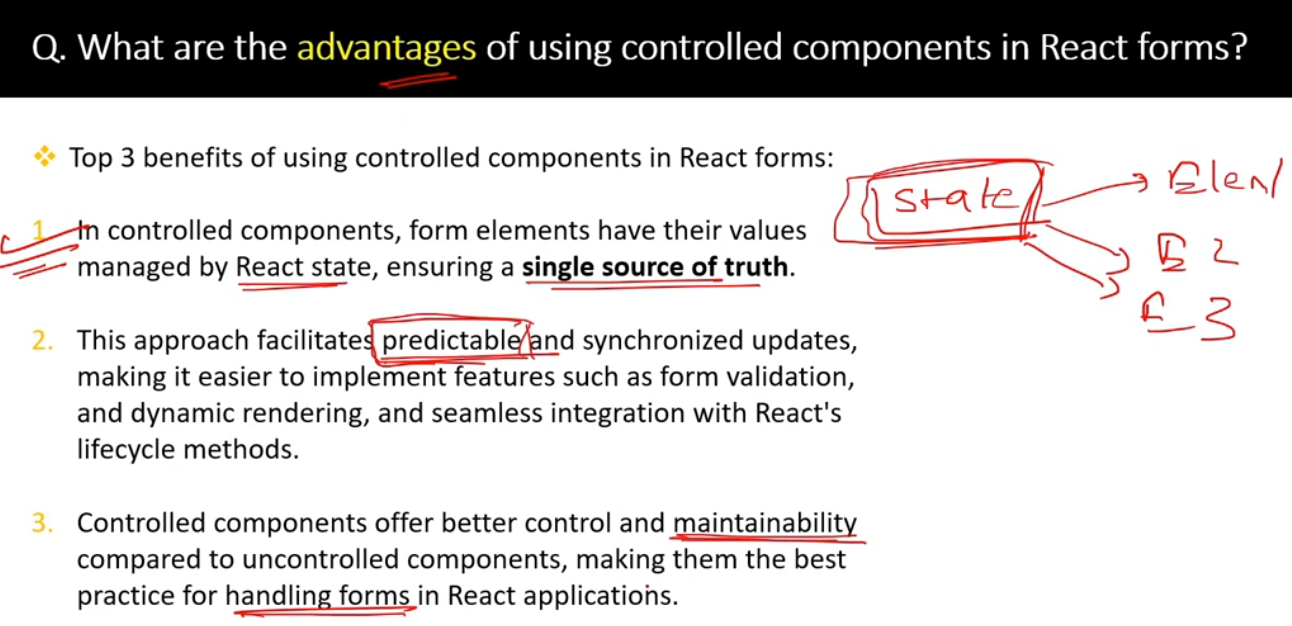 Q. What are the advantages of using controlled components in React forms?
Top 3 benefits of using controlled components in React forms:
1. In controlled components, form elements have their values
managed by React state, ensuring a single source of truth.
2. This approach facilitates predictable and synchronized updates,
making it easier to implement features such as form validation,
and dynamic rendering, and seamless integration with React's
lifecycle methods.
3. Controlled components offer better control and maintainability
compared to uncontrolled components, making them the best
practice for handling forms in React applications.
state
E 2
E 3